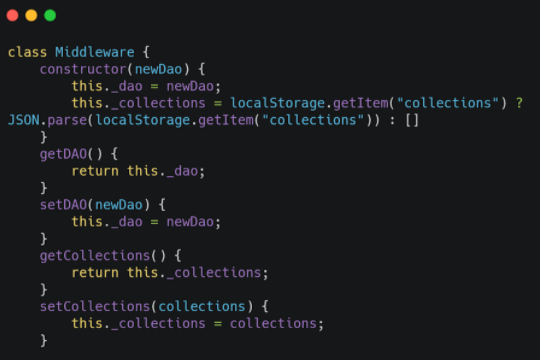 class Middleware {
    constructor(newDao) {
        this._dao = newDao;
        this._collections = localStorage.getItem("collections") ?
JSON.parse(localStorage.getItem("collections")) : []
    }
    getDAO() {
        return this._dao;
    }
    setDAO(newDao) {
        this._dao = newDao;
    }
    getCollections() {
        return this._collections;
    }
    setCollections(collections) {
        this._collections = collections;
    }